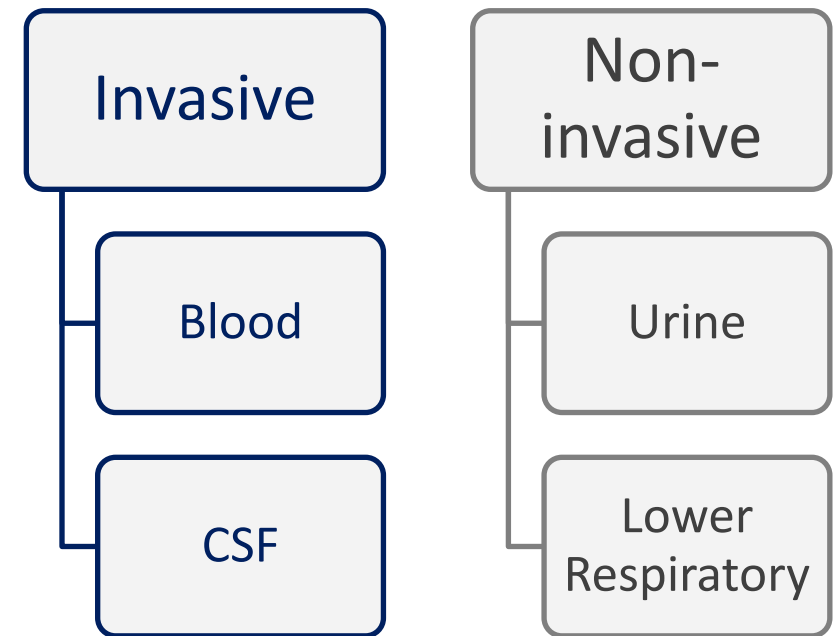 Invasive
Blood
CSF
Non-
invasive
Urine
Lower
Respiratory